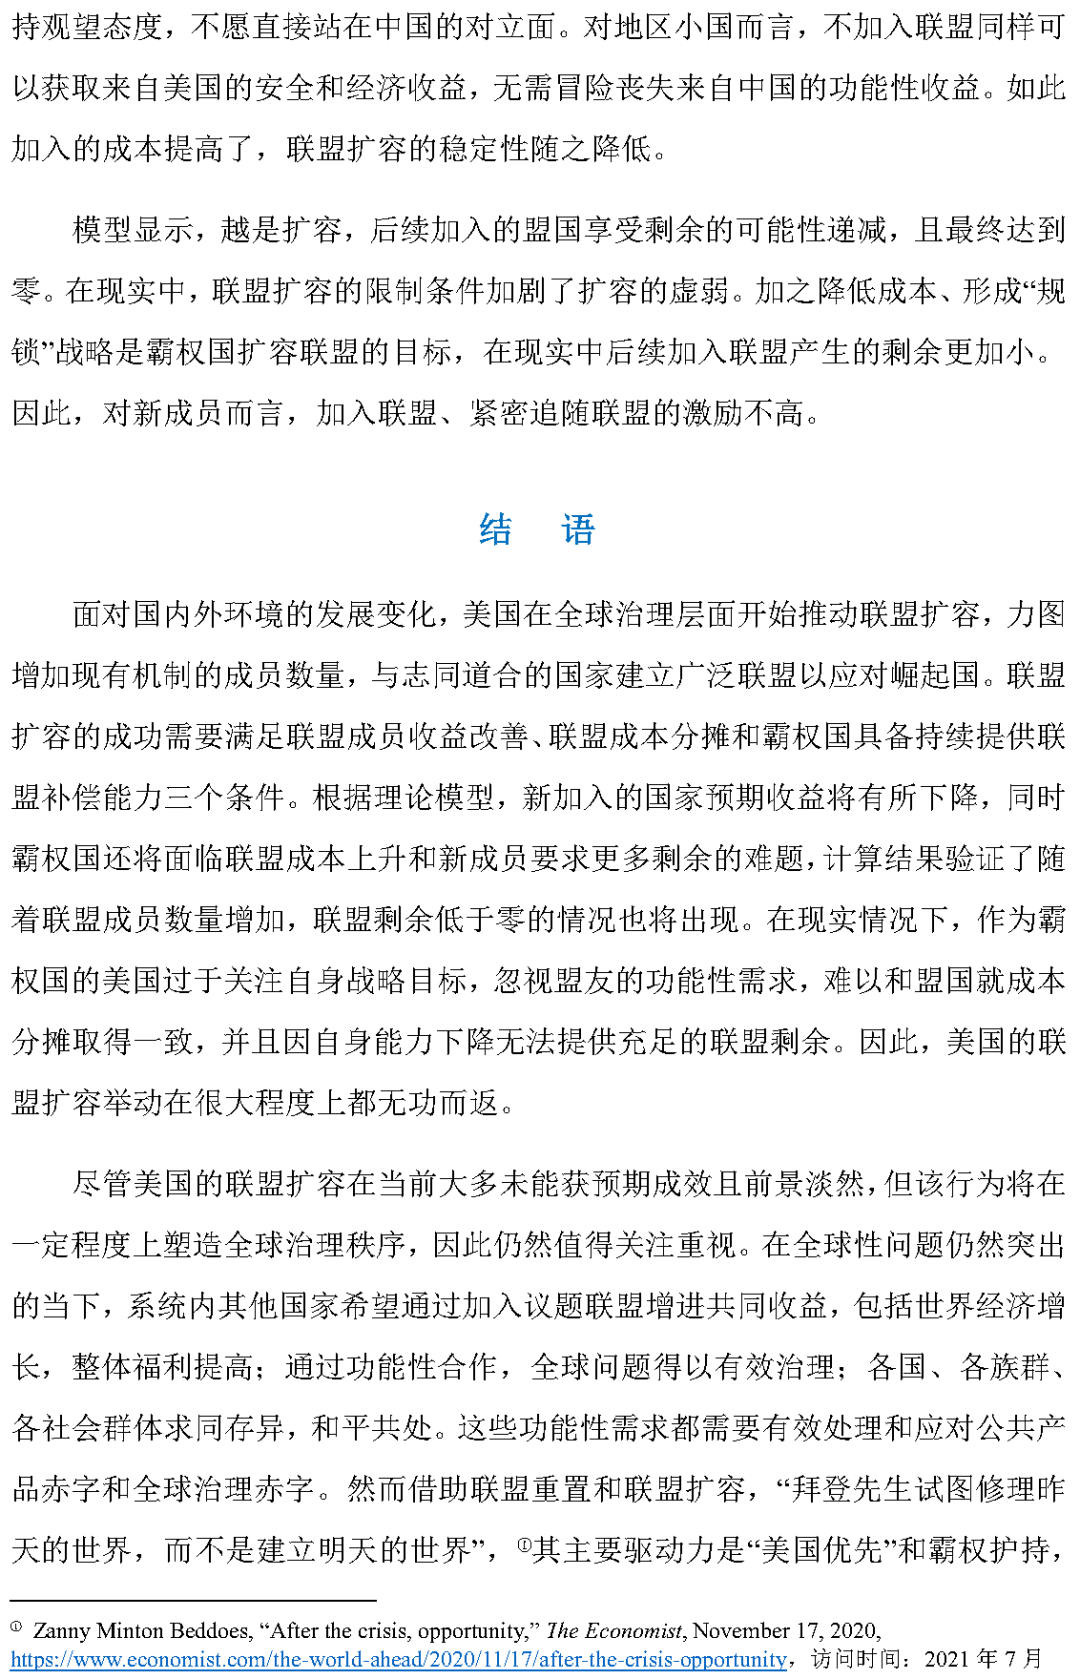 持观望态度，不愿直接站在中国的对立面。对地区小国而言，不加入联盟同样可
以获取来自美国的安全和经济收益，无需冒险丧失来自中国的功能性收益。如此
加入的成本提高了，联盟扩容的稳定性随之降低。
模型显示，越是扩容，后续加入的盟国享受剩余的可能性递减，且最终达到
零。在现实中，联盟扩容的限制条件加剧了扩容的虚弱。加之降低成本、形成“规
锁”战略是霸权国扩容联盟的目标，在现实中后续加入联盟产生的剩余更加小。
因此，对新成员而言，加入联盟、紧密追随联盟的激励不高。
结 语
面对国内外环境的发展变化，美国在全球治理层面开始推动联盟扩容，力图
增加现有机制的成员数量，与志同道合的国家建立广泛联盟以应对崛起国。联盟
扩容的成功需要满足联盟成员收益改善、联盟成本分摊和霸权国具备持续提供联
盟补偿能力三个条件。根据理论模型，新加入的国家预期收益将有所下降，同时
霸权国还将面临联盟成本上升和新成员要求更多剩余的难题，计算结果验证了随
着联盟成员数量增加，联盟剩余低于零的情况也将出现。在现实情况下，作为霸
权国的美国过于关注自身战略目标，忽视盟友的功能性需求，难以和盟国就成本
分摊取得一致，并且因自身能力下降无法提供充足的联盟剩余。因此，美国的联
盟扩容举动在很大程度上都无功而返。
尽管美国的联盟扩容在当前大多未能获预期成效且前景淡然，但该行为将在
一定程度上塑造全球治理秩序，因此仍然值得关注重视。在全球性问题仍然突出
的当下，系统内其他国家希望通过加入议题联盟增进共同收益，包括世界经济增
长，整体福利提高；通过功能性合作，全球问题得以有效治理；各国、各族群、
各社会群体求同存异，和平共处。这些功能性需求都需要有效处理和应对公共产
品赤字和全球治理赤字。然而借助联盟重置和联盟扩容，“拜登先生试图修理昨
天的世界，而不是建立明天的世界”，①其主要驱动力是“美国优先”和霸权护持，
① Zanny Minton Beddoes, “After the crisis, opportunity,” The Economist, November 17, 2020,
https://www.economist.com/the-world-ahead/2020/11/17/after-the-crisis-opportunity，访问时间：2021 年 7 月